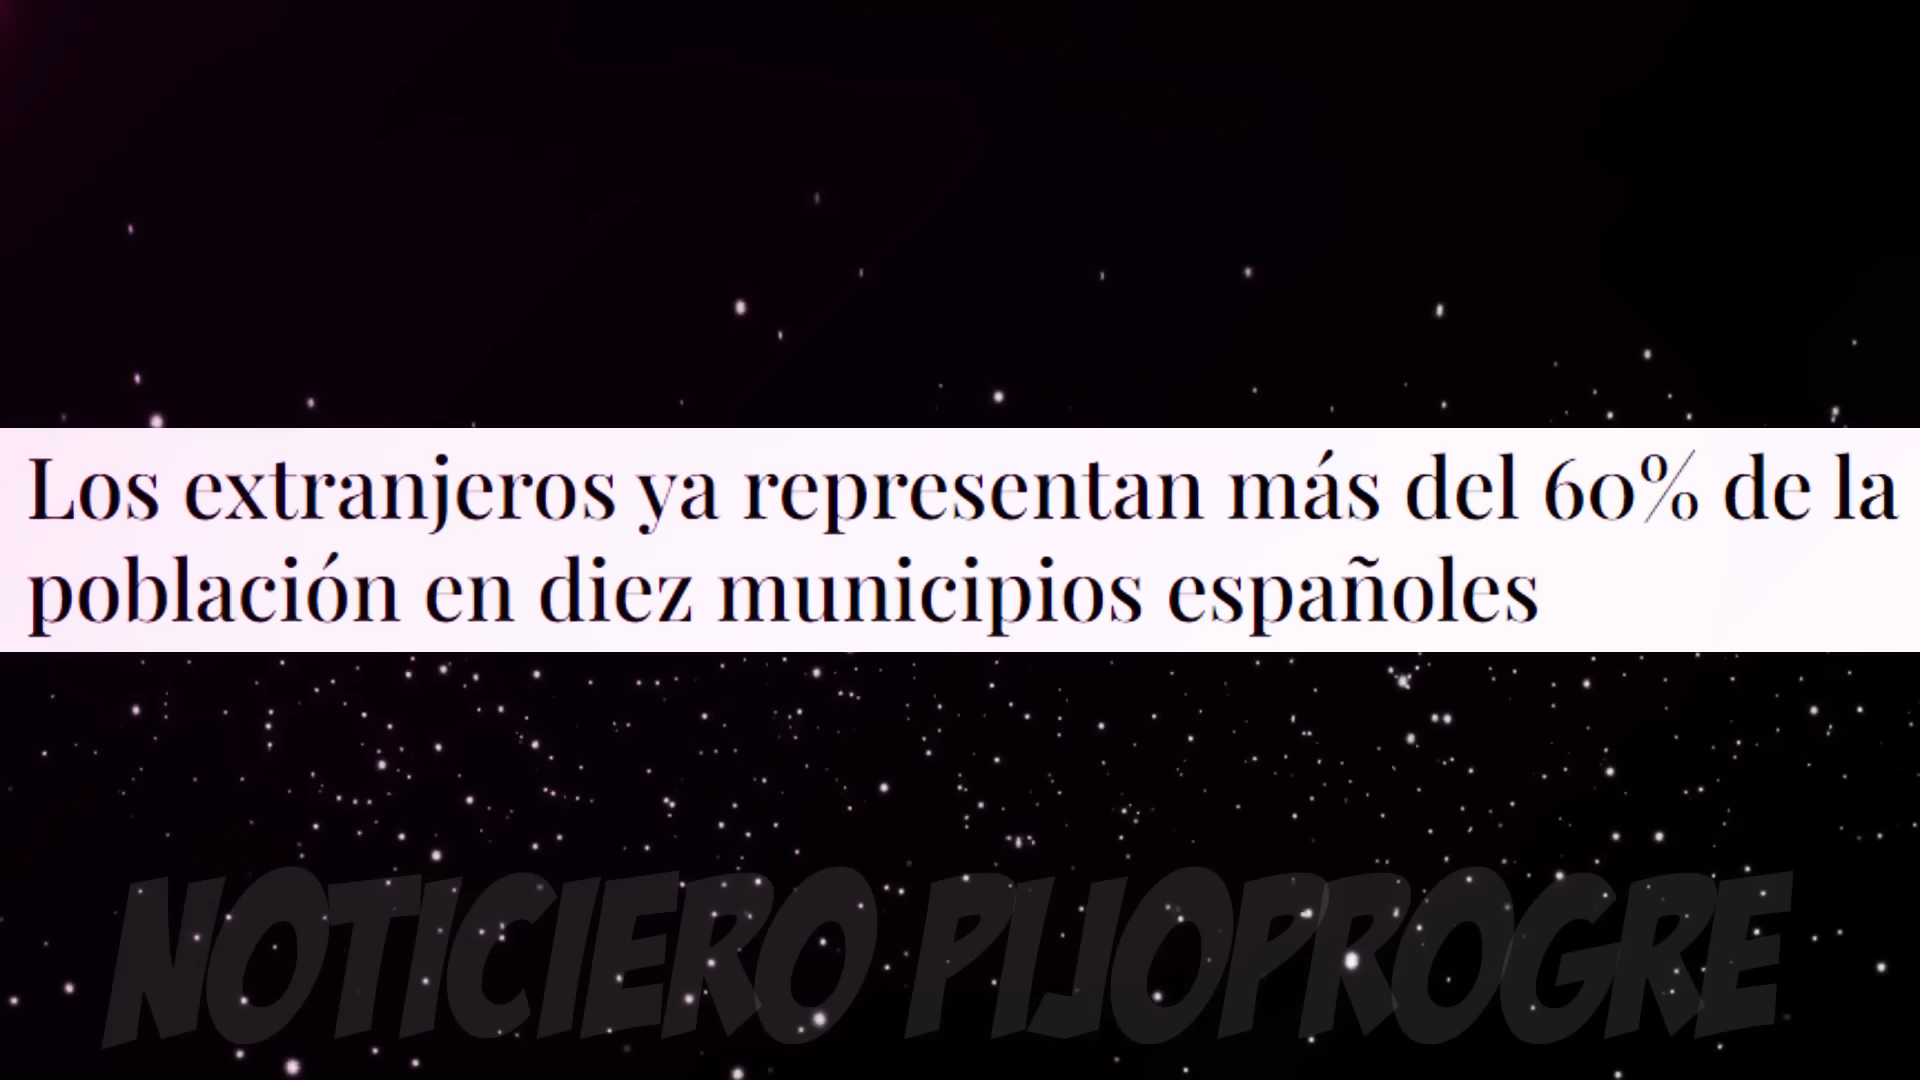 Los extranjeros ya representan más del 60% de la
población en diez municipios españoles
NOTICIERO PIJOPROGRE